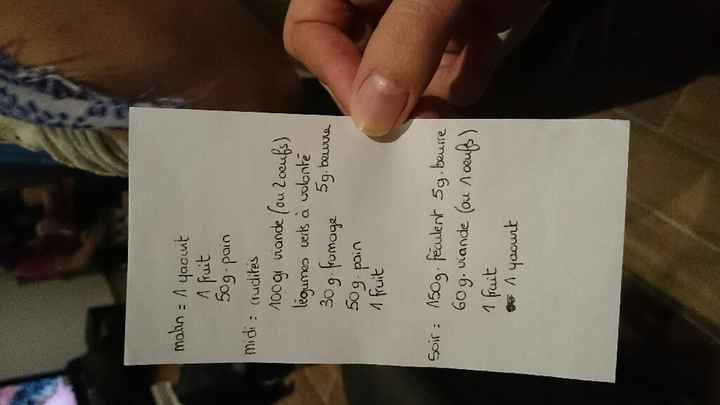 matin = 1 yaourt
1 fruit
50g. pain
midi = crudités
100g viande (ou 2 oeufs)
légumes verts à volonté
30g. fromage 5g. beurre
50g. pain
1 fruit
soir = 150g. féculent 5g. beurre
60g. viande (ou 1 oeufs)
1 fruit
1 yaourt